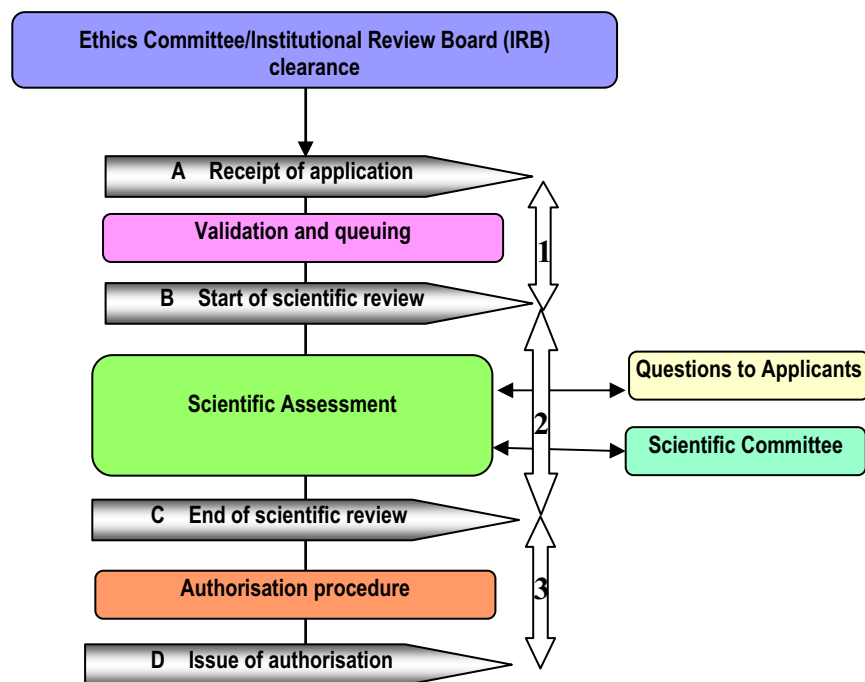 Ethics Committee/Institutional Review Board (IRB)
clearance
A Receipt of application
Validation and queuing
1
B Start of scientific review
Questions to Applicants
Scientific Assessment
2
Scientific Committee
C End of scientific review
Authorisation procedure
3
D Issue of authorisation